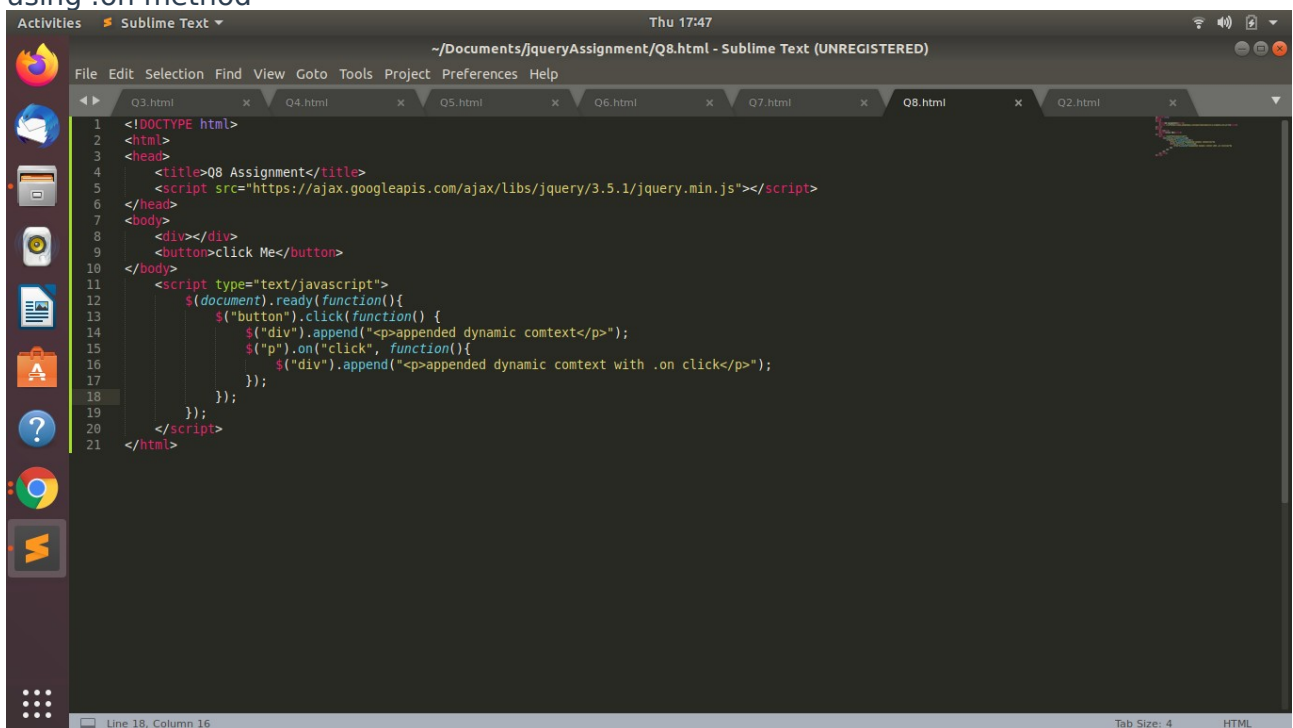 using .on method
Activities Sublime Text Thu 17:47
~/Documents/jqueryAssignment/Q8.html - Sublime Text (UNREGISTERED)
File Edit Selection Find View Goto Tools Project Preferences Help
Q3.html Q4.html Q5.html Q6.html Q7.html Q8.html Q2.html
1 <!DOCTYPE html>
2 <html>
3 <head>
4 <title>Q8 Assignment</title>
5 <script src="https://ajax.googleapis.com/ajax/libs/jquery/3.5.1/jquery.min.js"></script>
6 </head>
7 <body>
8 <div></div>
9 <button>click Me</button>
10 </body>
11 <script type="text/javascript">
12 $(document).ready(function(){
13 $("button").click(function() {
14 $("div").append("<p>appended dynamic comtext</p>");
15 $("p").on("click", function(){
16 $("div").append("<p>appended dynamic comtext with .on click</p>");
17 });
18 });
19 });
20 </script>
21 </html>
Line 18, Column 16 Tab Size: 4 HTML